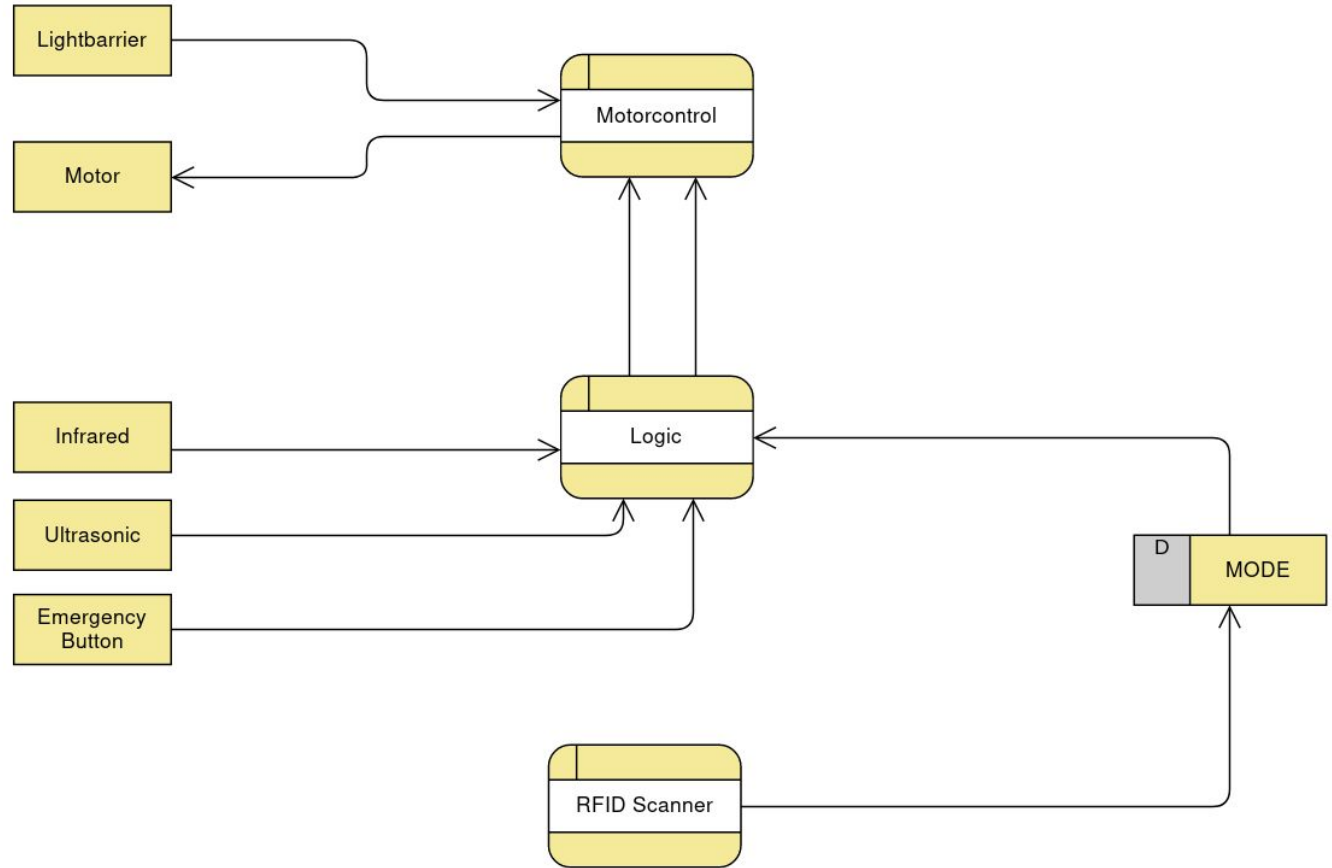 Lightbarrier
Motorcontrol
Motor
Infrared
Logic
Ultrasonic
D
MODE
Emergency
Button
RFID Scanner